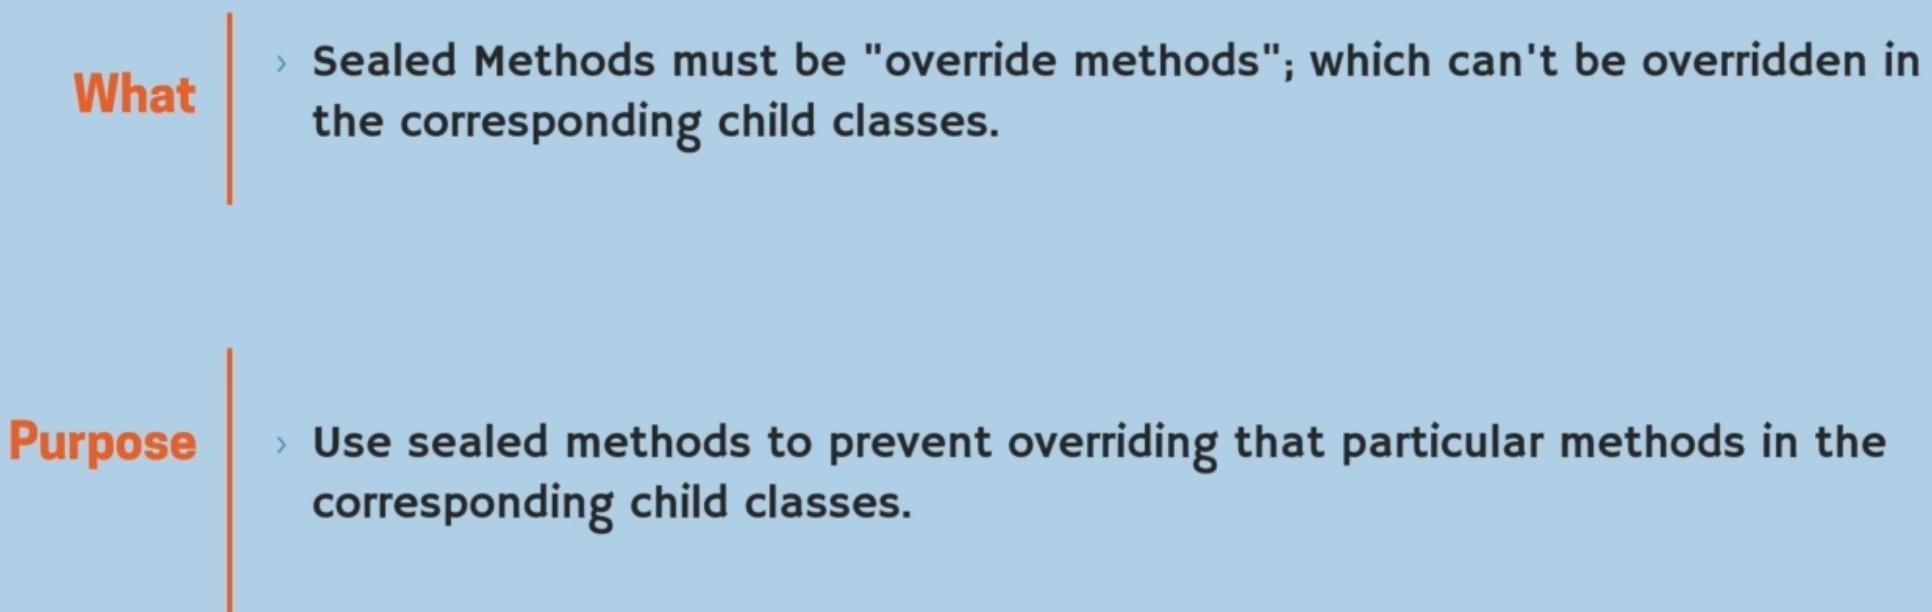 What
› Sealed Methods must be "override methods"; which can't be overridden in
the corresponding child classes.
Purpose
› Use sealed methods to prevent overriding that particular methods in the
corresponding child classes.